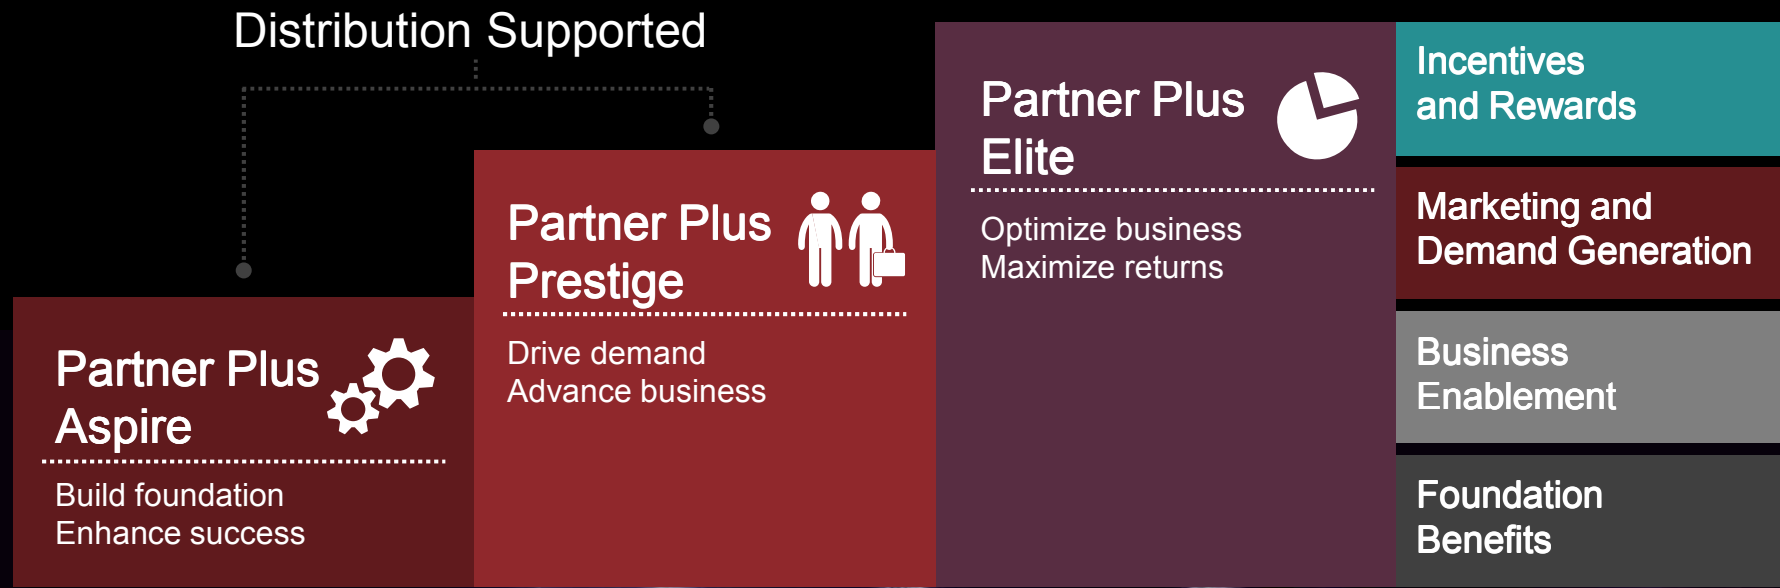 Distribution Supported
Partner Plus
Aspire
Build foundation
Enhance success
Partner Plus
Prestige
Drive demand
Advance business
Partner Plus
Elite
Optimize business
Maximize returns
Incentives
and Rewards
Marketing and
Demand Generation
Business
Enablement
Foundation
Benefits